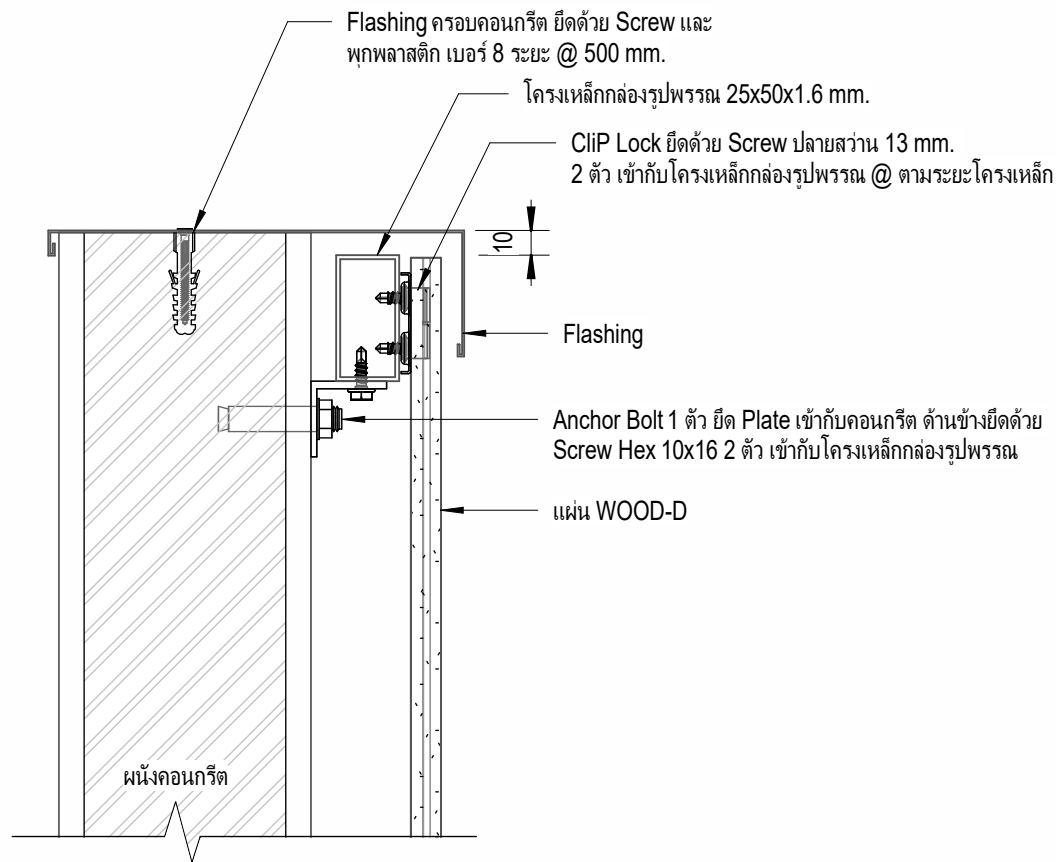 Flashing ครอบคอนกรีต ยึดด้วย Screw และ
พุกพลาสติก เบอร์ 8 ระยะ @ 500 mm.
โครงเหล็กกล่องรูปพรรณ 25x50x1.6 mm.
CliP Lock ยึดด้วย Screw ปลายสว่าน 13 mm.
2 ตัว เข้ากับโครงเหล็กกล่องรูปพรรณ @ ตามระยะโครงเหล็ก
10
Flashing
Anchor Bolt 1 ตัว ยึด Plate เข้ากับคอนกรีต ด้านข้างยึดด้วย
Screw Hex 10x16 2 ตัว เข้ากับโครงเหล็กกล่องรูปพรรณ
แผ่น WOOD-D
ผนังคอนกรีต